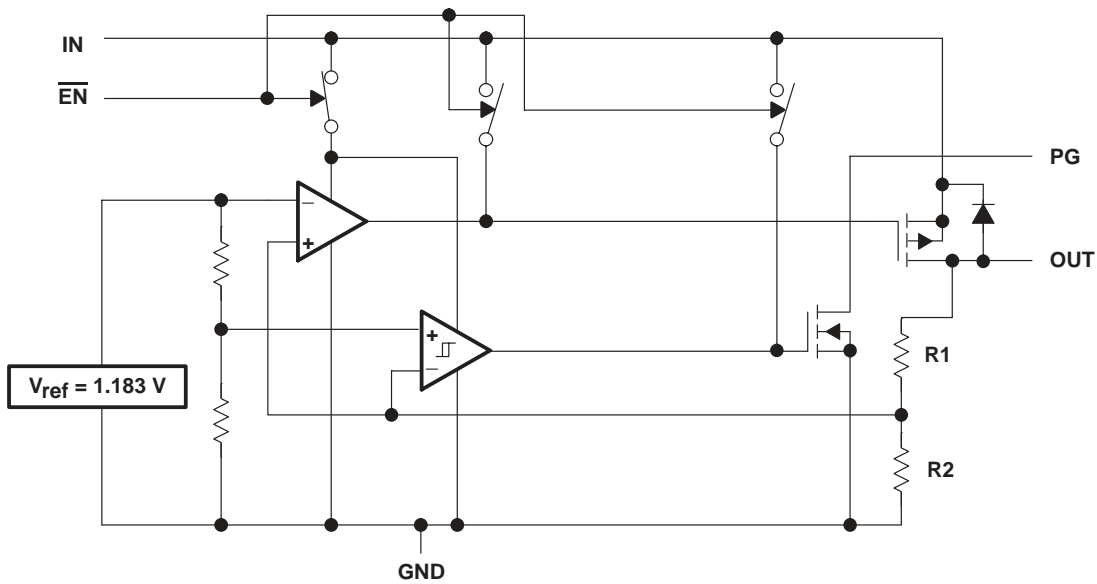 IN
EN
PG
−
+
OUT
+
−
R1
Vref = 1.183 V
R2
GND